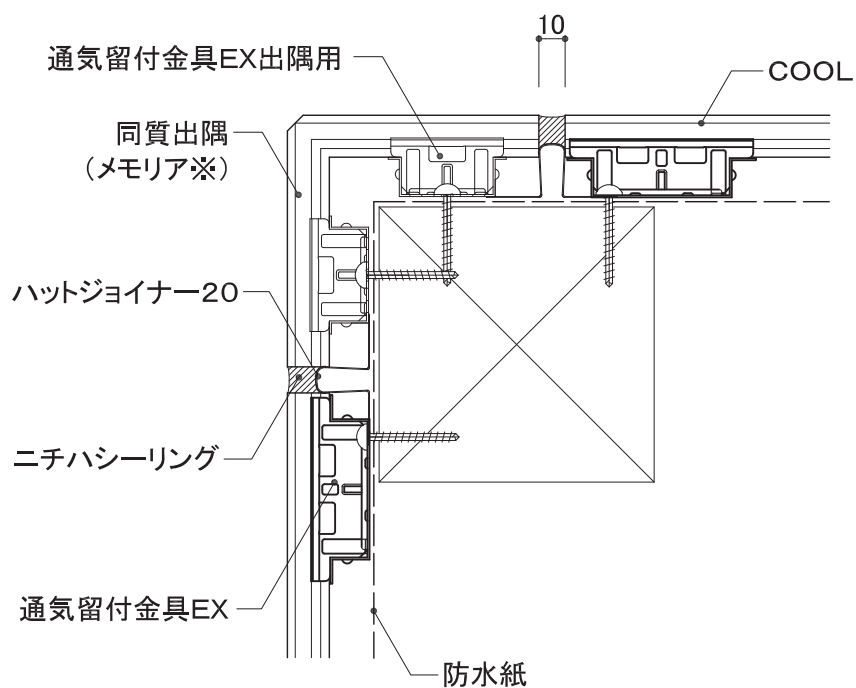 10
通気留付金具EX出隅用
COOL
同質出隅
（メモリア※）
ハットジョイナー20
ニチハシーリング
通気留付金具EX
防水紙